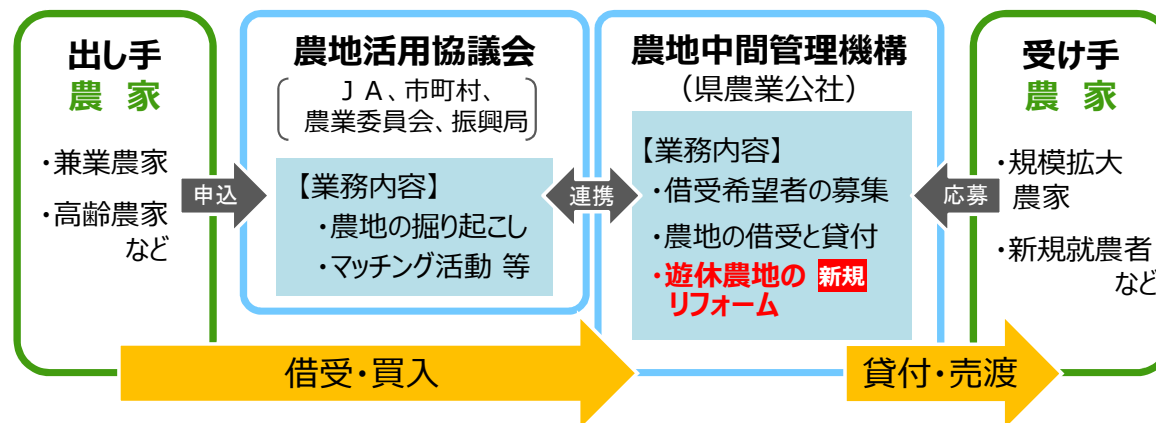 出し手
農　家
・兼業農家
・高齢農家
など
申込
農地活用協議会
ＪＡ、市町村、
農業委員会、振興局
【業務内容】
・農地の掘り起こし
・マッチング活動 等
連携
農地中間管理機構
（県農業公社）
【業務内容】
・借受希望者の募集
・農地の借受と貸付
・遊休農地の 新規
リフォーム
応募
受け手
農　家
・規模拡大
農家
・新規就農者
など
借受・買入
貸付・売渡